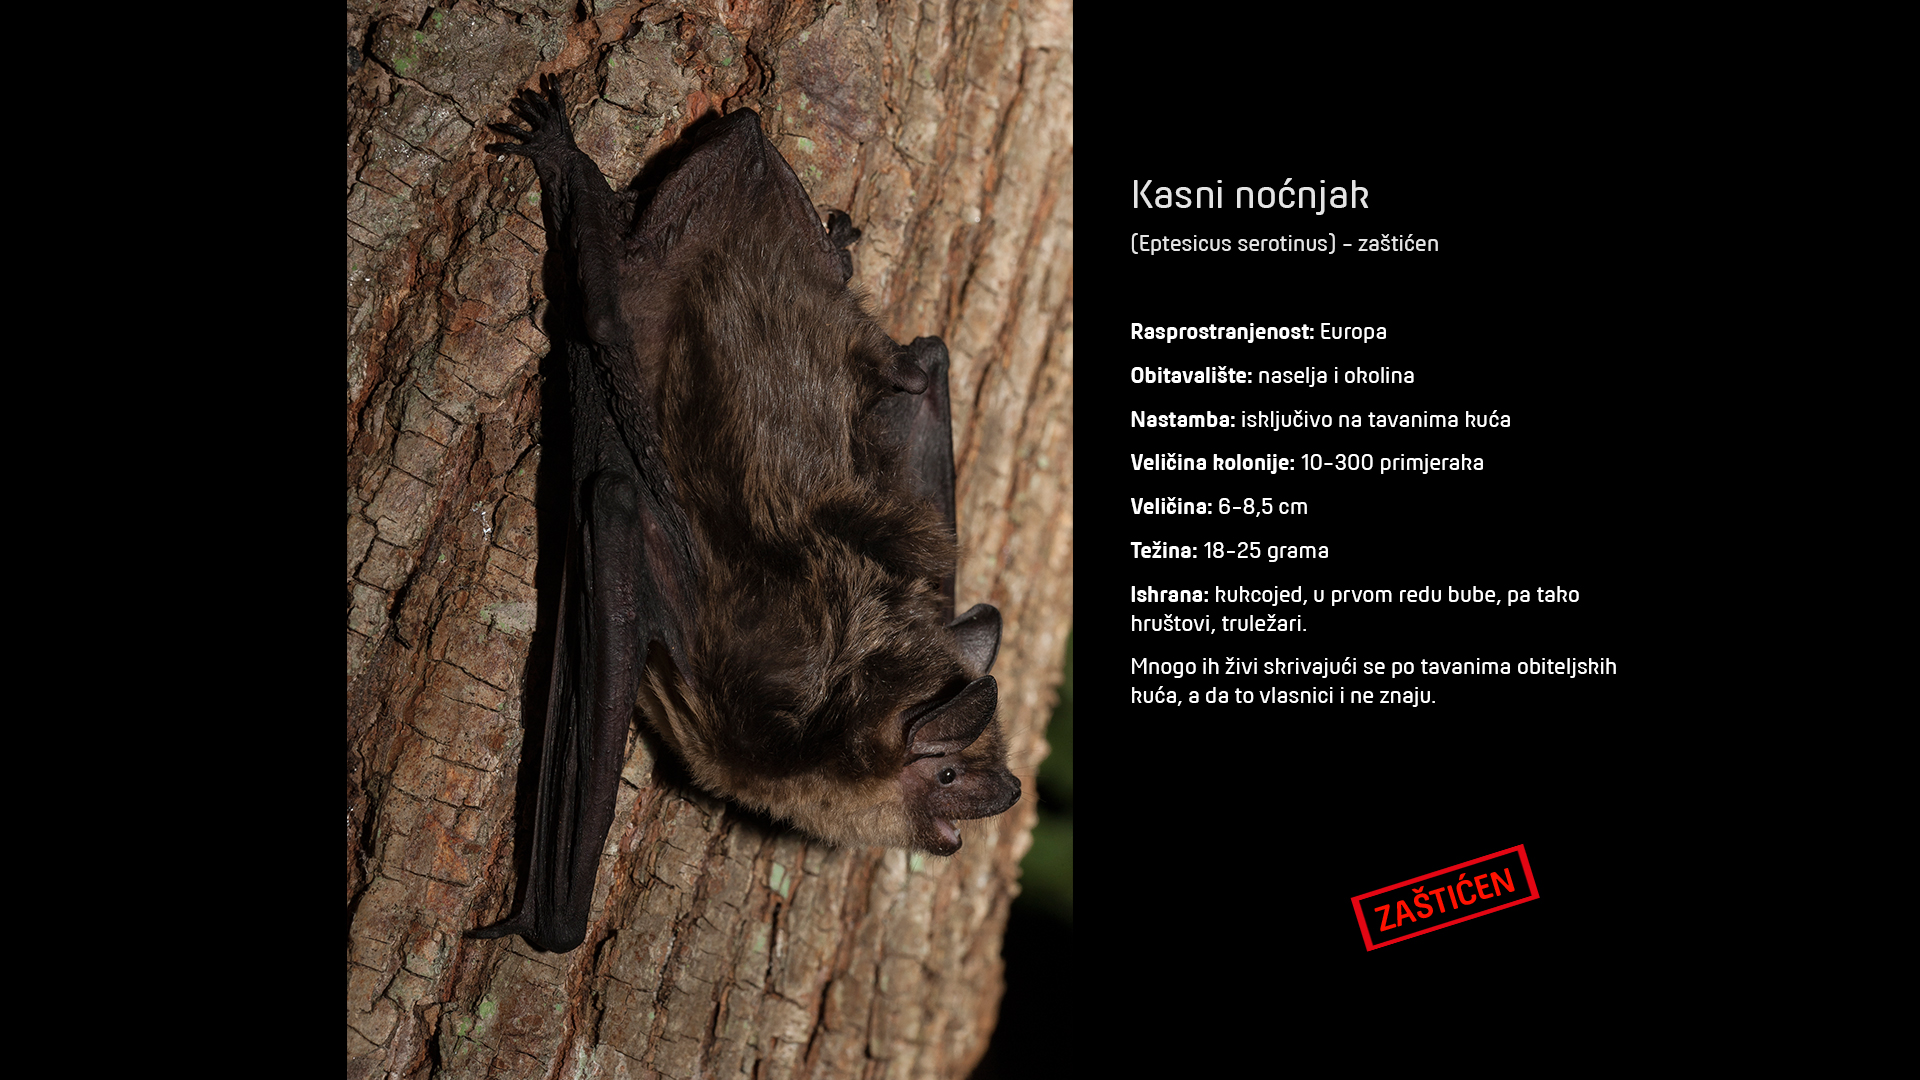 Kasni noćnjak
(Eptesicus serotinus) - zaštićen
Rasprostranjenost: Europa
Obitavalište: naselja i okolina
Nastamba: isključivo na tavanima kuća
Veličina kolonije: 10-300 primjeraka
Veličina: 6-8,5 cm
Težina: 18-25 grama
Ishrana: kukcojed, u prvom redu bube, pa tako
hruštovi, truležari.
Mnogo ih živi skrivajući se po tavanima obiteljskih
kuća, a da to vlasnici i ne znaju.
ZAŠTIĆEN